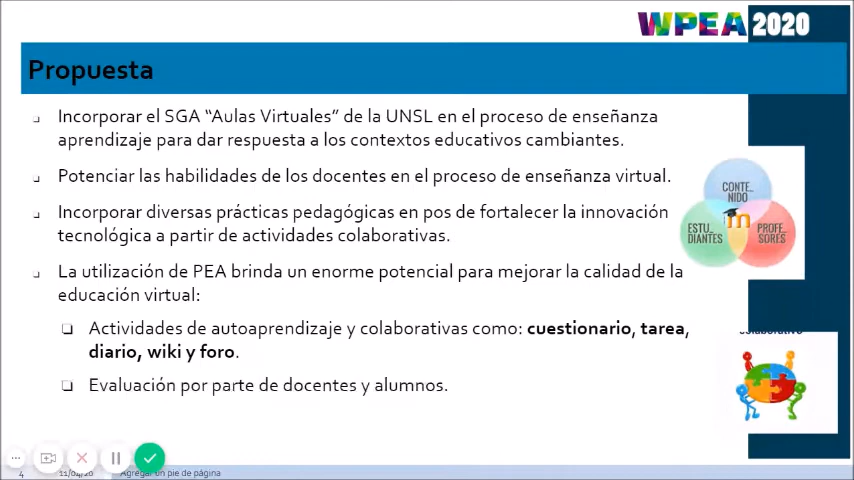 WPEA 2020
Propuesta
Incorporar el SGA “Aulas Virtuales” de la UNSL en el proceso de enseñanza
aprendizaje para dar respuesta a los contextos educativos cambiantes.
Potenciar las habilidades de los docentes en el proceso de enseñanza virtual.
Incorporar diversas prácticas pedagógicas en pos de fortalecer la innovación
tecnológica a partir de actividades colaborativas.
La utilización de PEA brinda un enorme potencial para mejorar la calidad de la
educación virtual:
Actividades de autoaprendizaje y colaborativas como: cuestionario, tarea,
diario, wiki y foro.
Evaluación por parte de docentes y alumnos.
CONTE_
NIDO
ESTU_
DIANTES
m
PROFE_
SORES
4
Agregar un pie de página